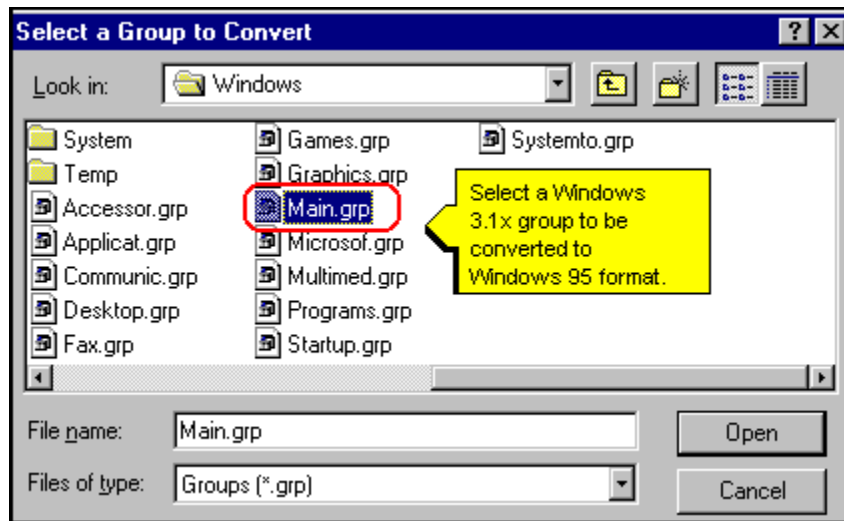 Select a Group to Convert
Look in: Windows
System Games.grp Systemto.grp
Temp Graphics.grp
Accessor.grp Main.grp
Applicat.grp Microsof.grp
Communic.grp Multimed.grp
Desktop.grp Programs.grp
Fax.grp Startup.grp
Select a Windows
3.1x group to be
converted to
Windows 95 format.
File name: Main.grp Open
Files of type: Groups (*.grp) Cancel